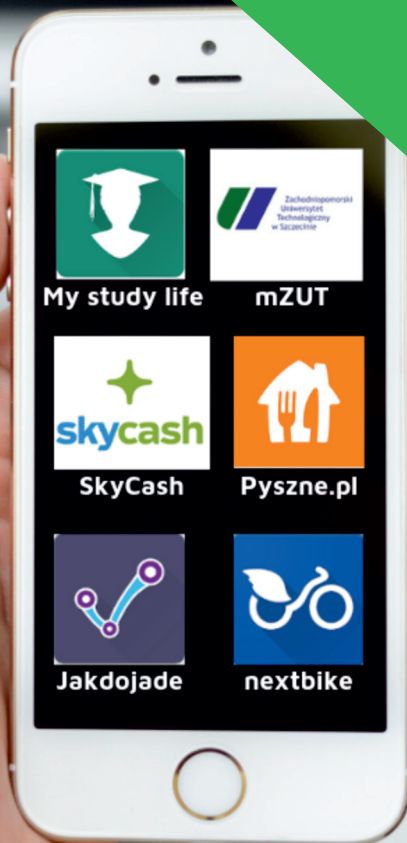 Zachodniopomorski
Uniwersytet
Technologiczny
w Szczecinie
My study life
mZUT
skycash
SkyCash
Pyszne.pl
Jakdojade
nextbike